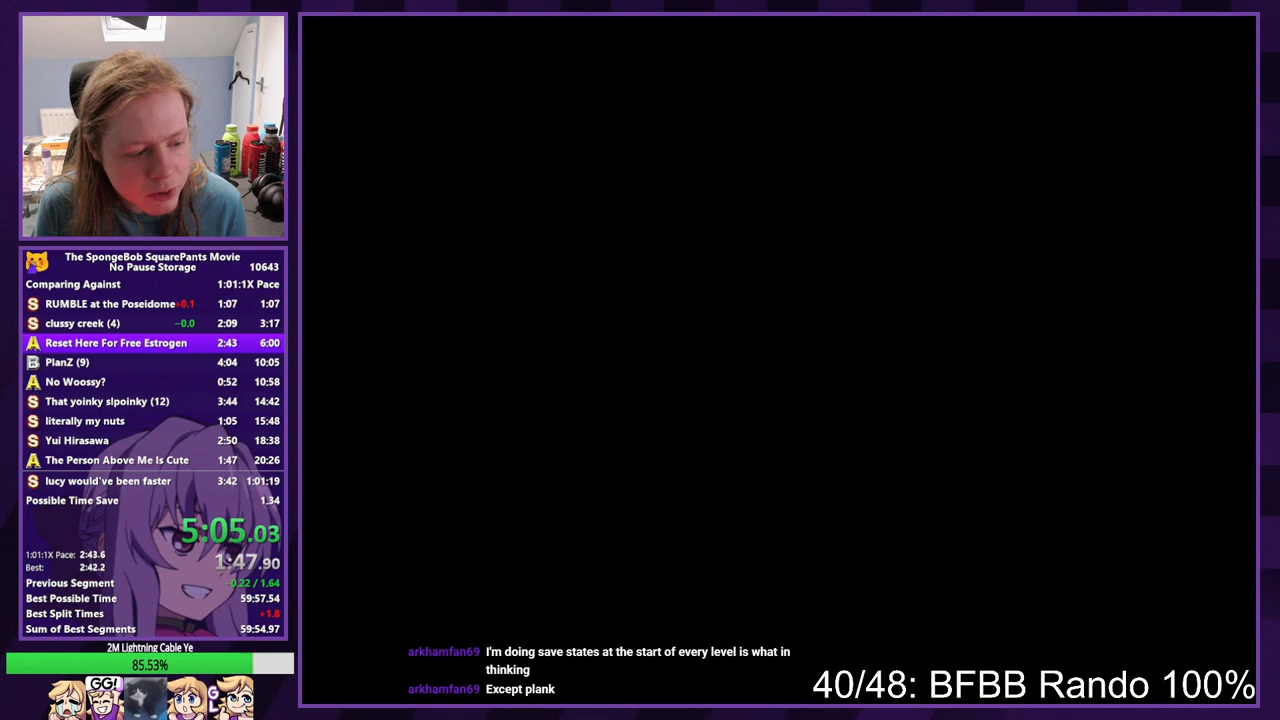 The SpongeBob SquarePants Movie
No Pause Storage 10643
Comparing Against 1:01:1X Pace
S RUMBLE at the Poseidome +0.1 1:07 1:07
S clussy creek (4) −0.0 2:09 3:17
A Reset Here For Free Estrogen 2:43 6:00
B PlanZ (9) 4:04 10:05
A No Woossy? 0:52 10:58
S That yoinky slpoinky (12) 3:44 14:42
S literally my nuts 1:05 15:48
S Yui Hirasawa 2:50 18:38
A The Person Above Me Is Cute 1:47 20:26
S lucy would've been faster 3:42 1:01:19
Possible Time Save 1.34
5:05.03
1:01:1X Pace: 2:43.6
1:47.90
Best: 2:42.2
Previous Segment −0.22 / 1.64
Best Possible Time 59:57.54
Best Split Times +1.8
Sum of Best Segments 59:54.97
2M Lightning Cable Ye
85.53%
GG!
GL
arkhamfan69 I'm doing save states at the start of every level is what in
thinking
arkhamfan69 Except plank
40/48: BFBB Rando 100%